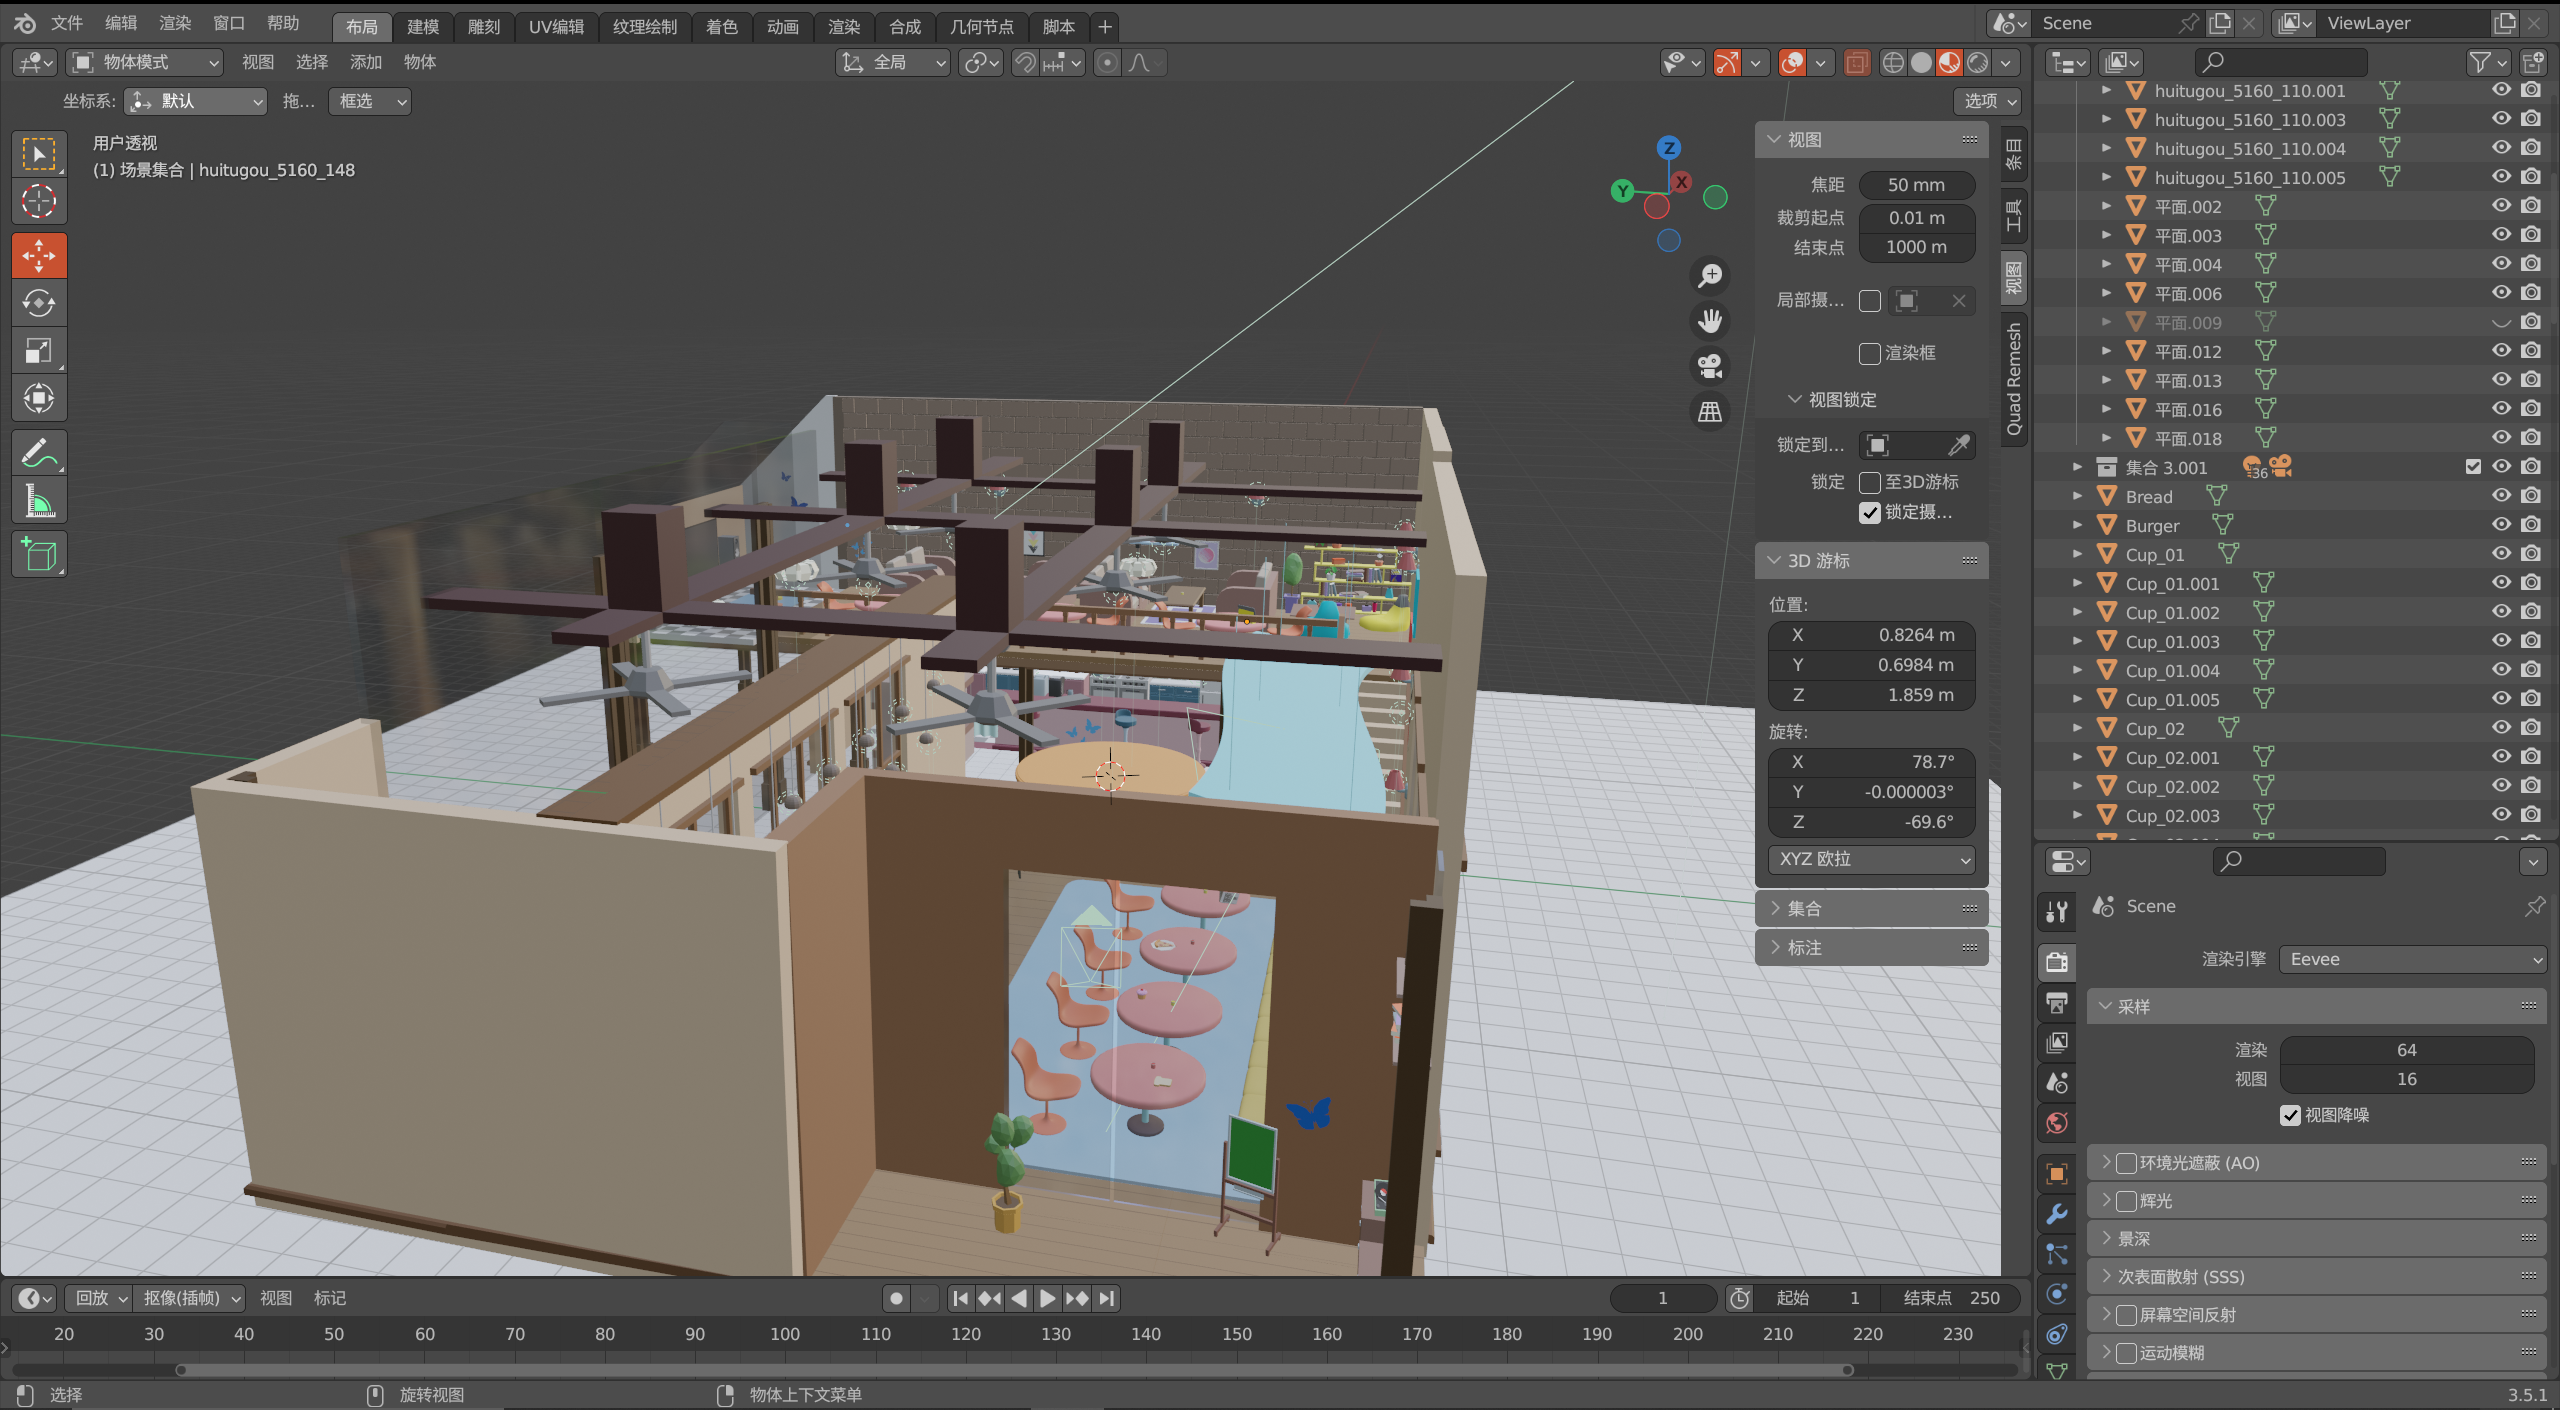 文件 编辑 渲染 窗口 帮助 布局 建模 雕刻 UV编辑 纹理绘制 着色 动画 渲染 合成 几何节点 脚本 + Scene ViewLayer
物体模式 视图 选择 添加 物体 全局
坐标系: 默认 拖... 框选 选项
用户透视
(1) 场景集合 | huitugou_5160_148
Z
Y
X
视图
焦距 50 mm
裁剪起点 0.01 m
结束点 1000 m
局部摄...
渲染框
视图锁定
锁定到...
锁定 至3D游标
锁定摄...
3D 游标
位置:
X 0.8264 m
Y 0.6984 m
Z 1.859 m
旋转:
X 78.7°
Y -0.000003°
Z -69.6°
XYZ 欧拉
集合
标注
条目
工具
视图
Quad Remesh
huitugou_5160_110.001
huitugou_5160_110.003
huitugou_5160_110.004
huitugou_5160_110.005
平面.002
平面.003
平面.004
平面.006
平面.009
平面.012
平面.013
平面.016
平面.018
集合 3.001 36
Bread
Burger
Cup_01
Cup_01.001
Cup_01.002
Cup_01.003
Cup_01.004
Cup_01.005
Cup_02
Cup_02.001
Cup_02.002
Cup_02.003
Scene
渲染引擎 Eevee
采样
渲染 64
视图 16
视图降噪
环境光遮蔽 (AO)
辉光
景深
次表面散射 (SSS)
屏幕空间反射
运动模糊
回放 抠像(插帧) 视图 标记 1 起始 1 结束点 250
20 30 40 50 60 70 80 90 100 110 120 130 140 150 160 170 180 190 200 210 220 230
选择 旋转视图 物体上下文菜单 3.5.1